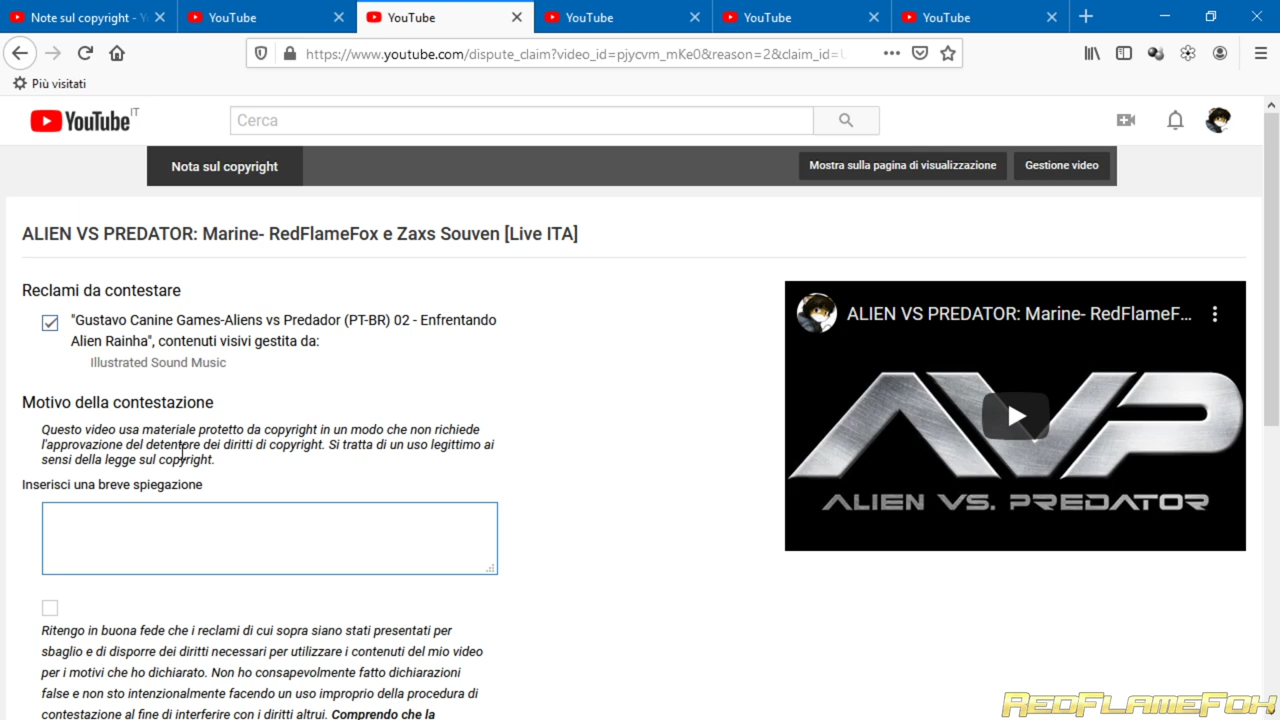 Note sul copyright - Y
YouTube
YouTube
YouTube
YouTube
YouTube
https://www.youtube.com/dispute_claim?video_id=pjycvm_mKe0&reason=2&claim_id=
Più visitati
YouTube IT
Cerca
Nota sul copyright
Mostra sulla pagina di visualizzazione
Gestione video
ALIEN VS PREDATOR: Marine- RedFlameFox e Zaxs Souven [Live ITA]
Reclami da contestare
"Gustavo Canine Games-Aliens vs Predador (PT-BR) 02 - Enfrentando
Alien Rainha", contenuti visivi gestita da:
Illustrated Sound Music
ALIEN VS PREDATOR: Marine- RedFlameF...
AVP
ALIEN VS. PREDATOR
Motivo della contestazione
Questo video usa materiale protetto da copyright in un modo che non richiede
l'approvazione del detentore dei diritti di copyright. Si tratta di un uso legittimo ai
sensi della legge sul copyright.
Inserisci una breve spiegazione
Ritengo in buona fede che i reclami di cui sopra siano stati presentati per
sbaglio e di disporre dei diritti necessari per utilizzare i contenuti del mio video
per i motivi che ho dichiarato. Non ho consapevolmente fatto dichiarazioni
false e non sto intenzionalmente facendo un uso improprio della procedura di
contestazione al fine di interferire con i diritti altrui. Comprendo che la
RedFlameFox